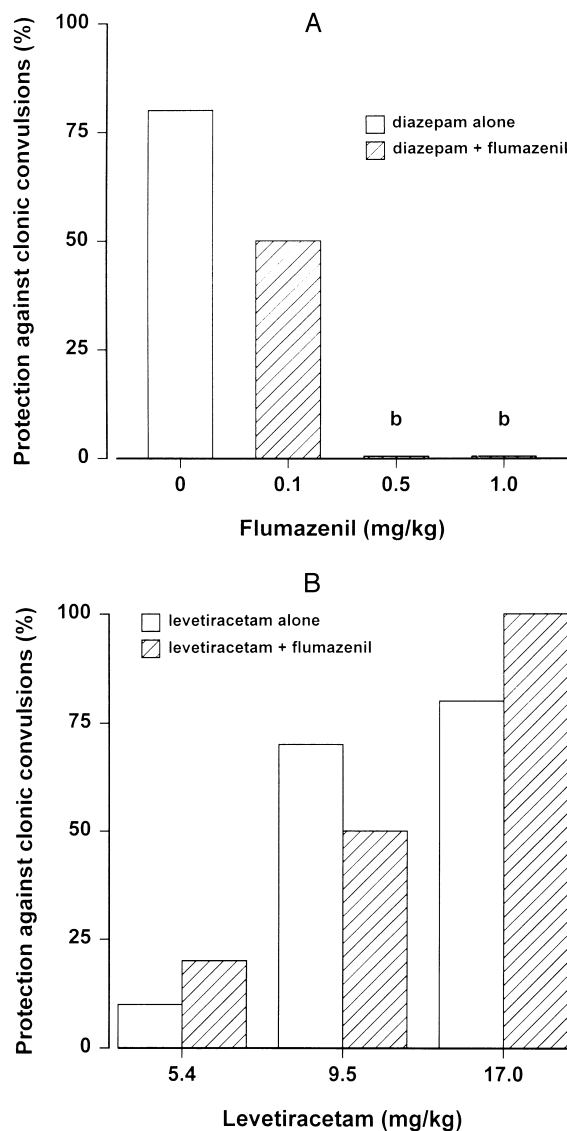 A
Protection against clonic convulsions (%)
100
75
50
25
0
diazepam alone
diazepam + flumazenil
b b
0 0.1 0.5 1.0
Flumazenil (mg/kg)
B
Protection against clonic convulsions (%)
100
75
50
25
0
levetiracetam alone
levetiracetam + flumazenil
5.4 9.5 17.0
Levetiracetam (mg/kg)